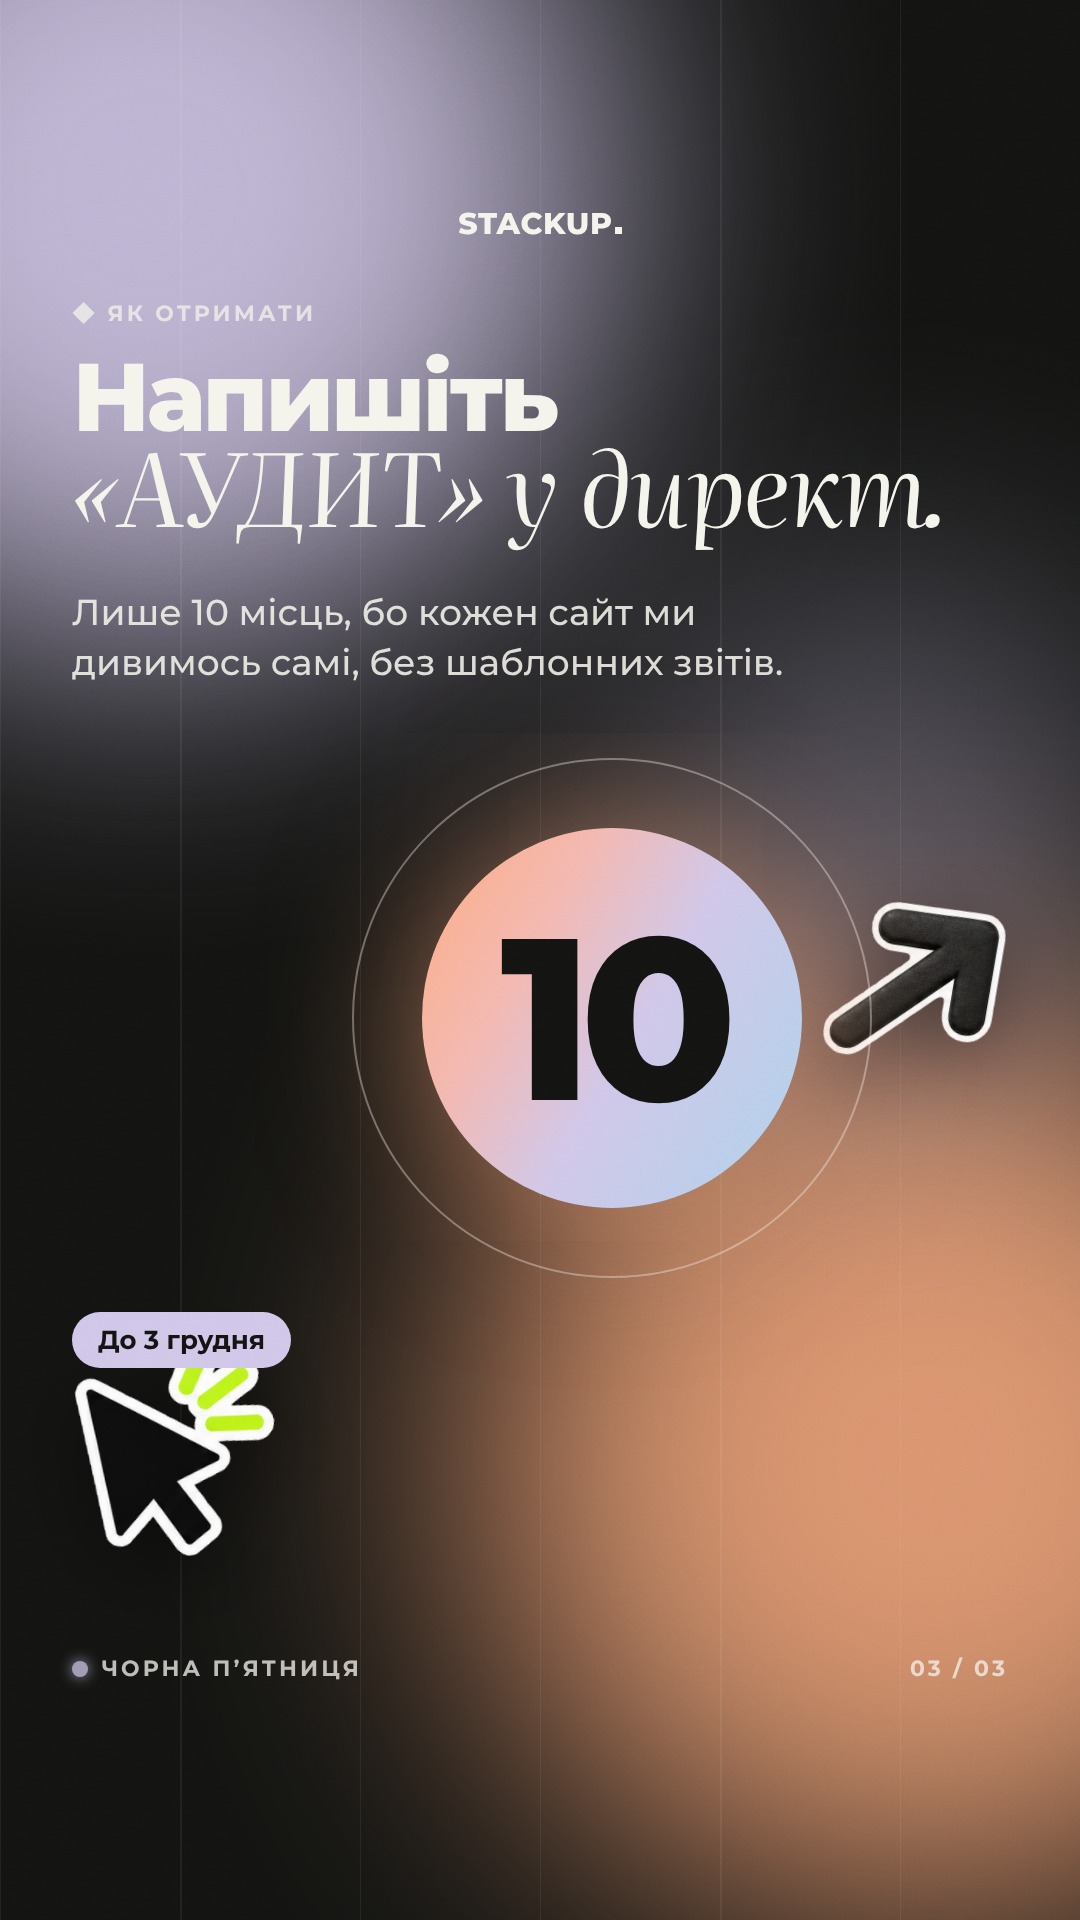 STACKUP.
ЯК ОТРИМАТИ
Напишіть
«АУДИТ» у директ.
Лише 10 місць, бо кожен сайт ми
дивимось самі, без шаблонних звітів.
10
До 3 грудня
ЧОРНА П’ЯТНИЦЯ
03 / 03